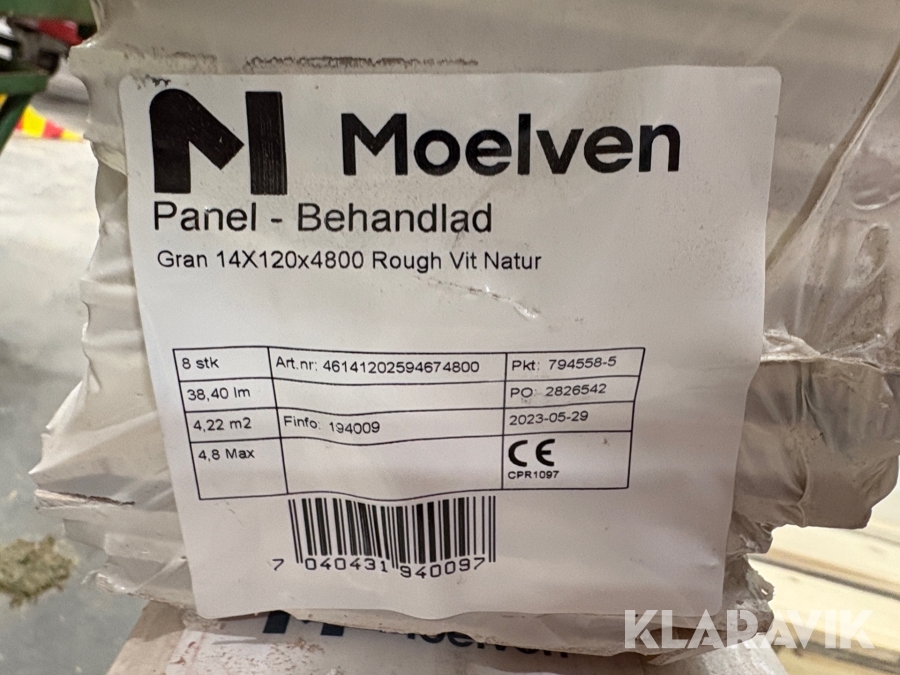 Moelven
Panel - Behandlad
Gran 14X120x4800 Rough Vit Natur
8 stk Art.nr: 46141202594674800 Pkt: 794558-5
38,40 lm PO: 2826542
4,22 m2 Finfo: 194009 2023-05-29
4,8 Max CE
CPR1097
7 040431 940097
Moelven
KLARAVIK